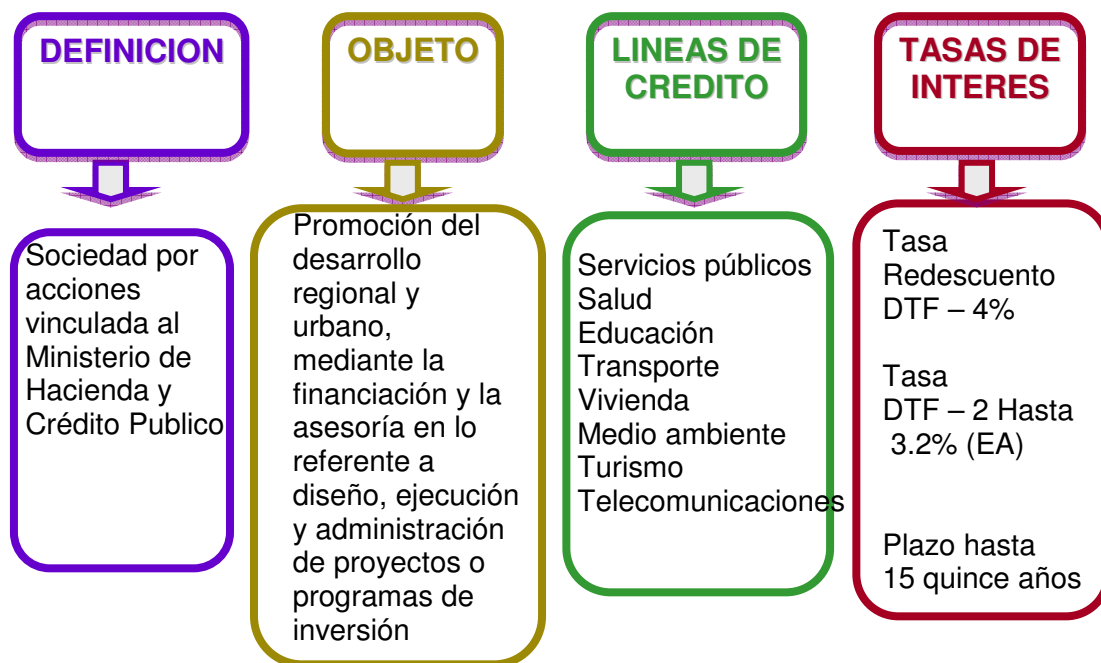 DEFINICION
Sociedad por
acciones
vinculada al
Ministerio de
Hacienda y
Crédito Publico
OBJETO
Promoción del
desarrollo
regional y
urbano,
mediante la
financiación y la
asesoría en lo
referente a
diseño, ejecución
y administración
de proyectos o
programas de
inversión
LINEAS DE
CREDITO
Servicios públicos
Salud
Educación
Transporte
Vivienda
Medio ambiente
Turismo
Telecomunicaciones
TASAS DE
INTERES
Tasa
Redescuento
DTF – 4%
Tasa
DTF – 2 Hasta
3.2% (EA)
Plazo hasta
15 quince años